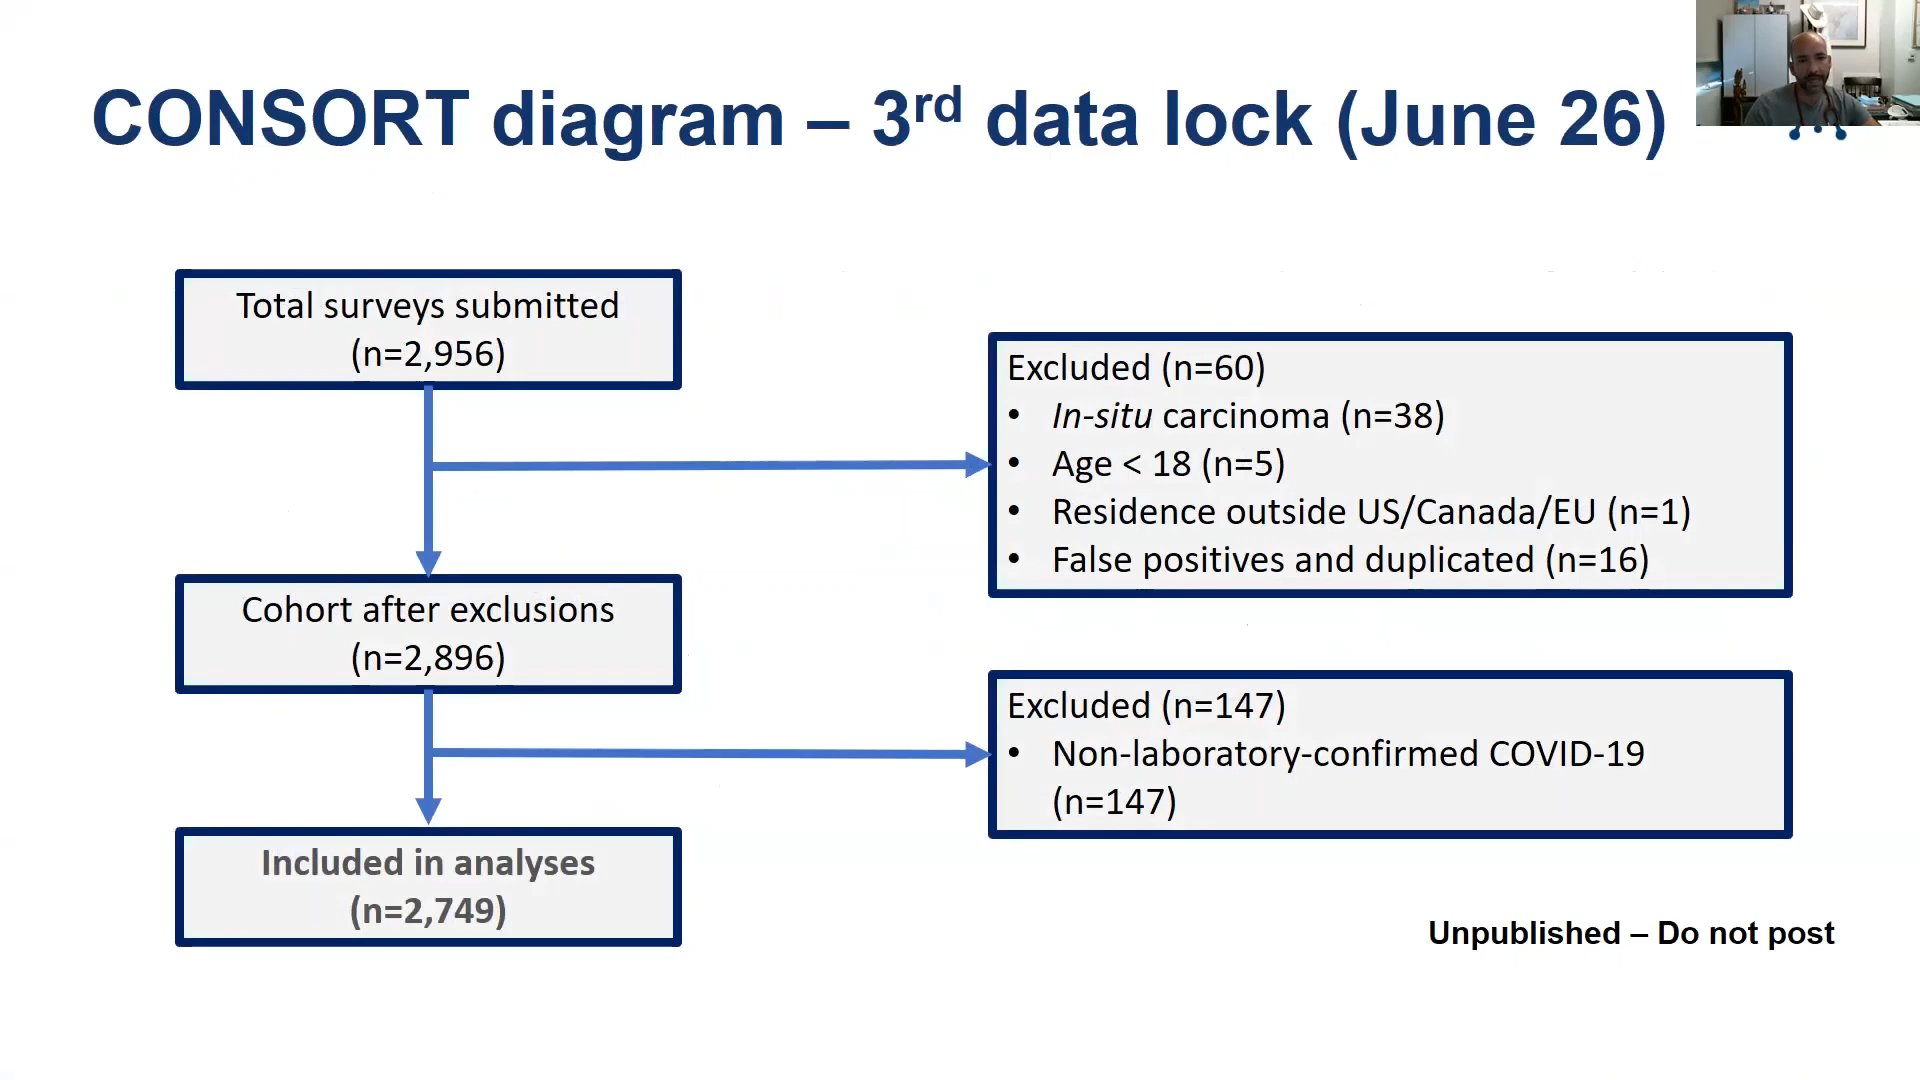 CONSORT diagram – 3rd data lock (June 26)
Total surveys submitted
(n=2,956)
Excluded (n=60)
• In-situ carcinoma (n=38)
• Age < 18 (n=5)
• Residence outside US/Canada/EU (n=1)
• False positives and duplicated (n=16)
Cohort after exclusions
(n=2,896)
Excluded (n=147)
• Non-laboratory-confirmed COVID-19
(n=147)
Included in analyses
(n=2,749)
Unpublished – Do not post